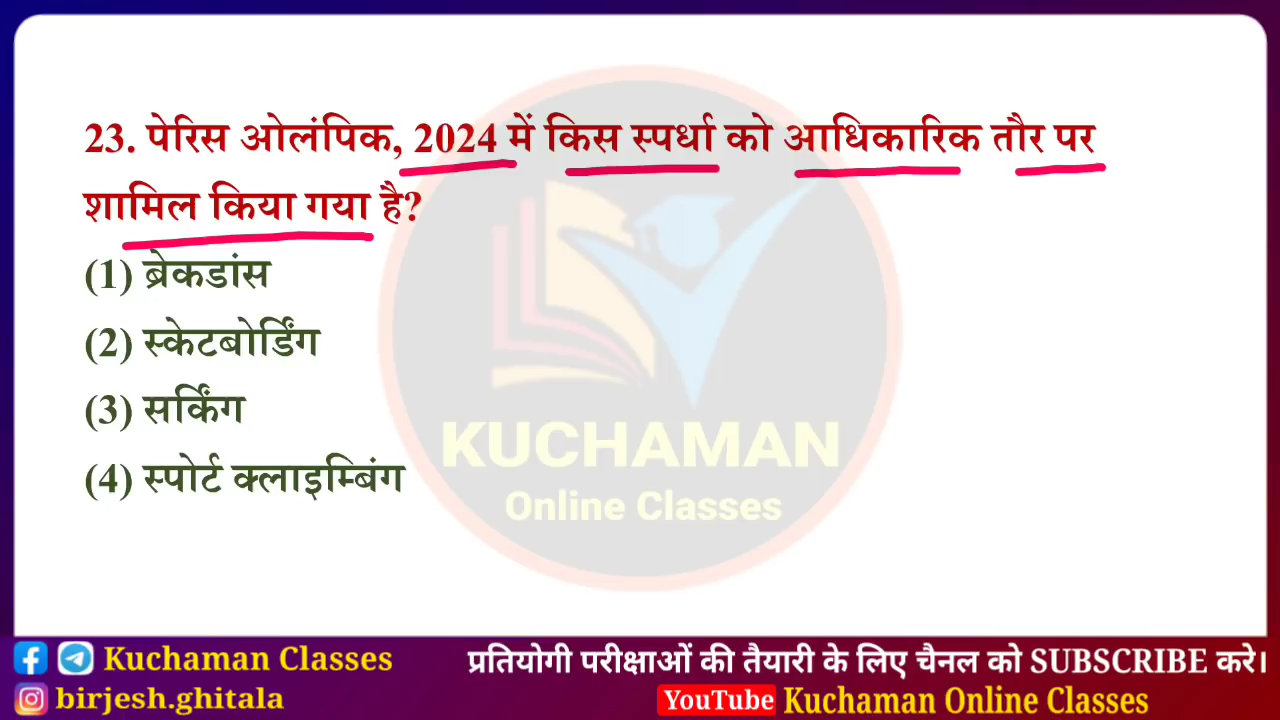 23. पेरिस ओलंपिक, 2024 में किस स्पर्धा को आधिकारिक तौर पर
शामिल किया गया है?
(1) ब्रेकडांस
(2) स्केटबोर्डिंग
(3) सर्किंग
(4) स्पोर्ट क्लाइम्बिंग
KUCHAMAN
Online Classes
Kuchaman Classes
प्रतियोगी परीक्षाओं की तैयारी के लिए चैनल को SUBSCRIBE करे।
birjesh.ghitala
YouTube Kuchaman Online Classes